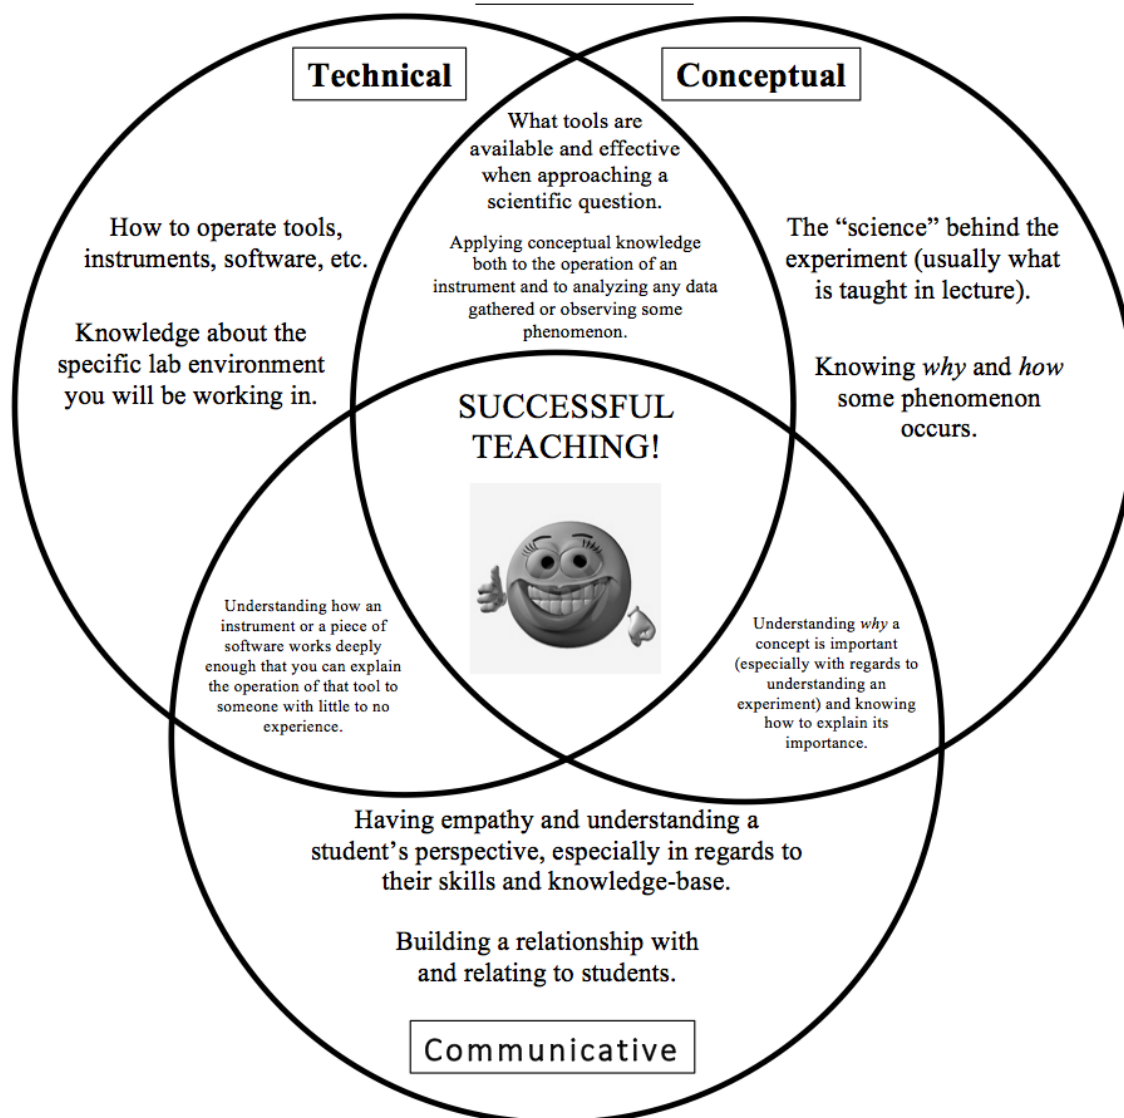 Technical
Conceptual
What tools are
available and effective
when approaching a
scientific question.
Applying conceptual knowledge
both to the operation of an
instrument and to analyzing any data
gathered or observing some
phenomenon.
How to operate tools,
instruments, software, etc.
Knowledge about the
specific lab environment
you will be working in.
The “science” behind the
experiment (usually what
is taught in lecture).
Knowing why and how
some phenomenon
occurs.
SUCCESSFUL
TEACHING!
Understanding how an
instrument or a piece of
software works deeply
enough that you can explain
the operation of that tool to
someone with little to no
experience.
Understanding why a
concept is important
(especially with regards to
understanding an
experiment) and knowing
how to explain its
importance.
Having empathy and understanding a
student’s perspective, especially in regards to
their skills and knowledge-base.
Building a relationship with
and relating to students.
Communicative